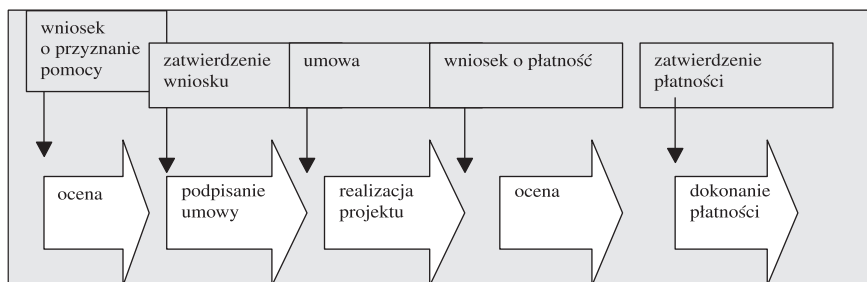 wniosek
o przyznanie
pomocy
zatwierdzenie
wniosku
umowa
wniosek o płatność
zatwierdzenie
płatności
ocena
podpisanie
umowy
realizacja
projektu
ocena
dokonanie
płatności